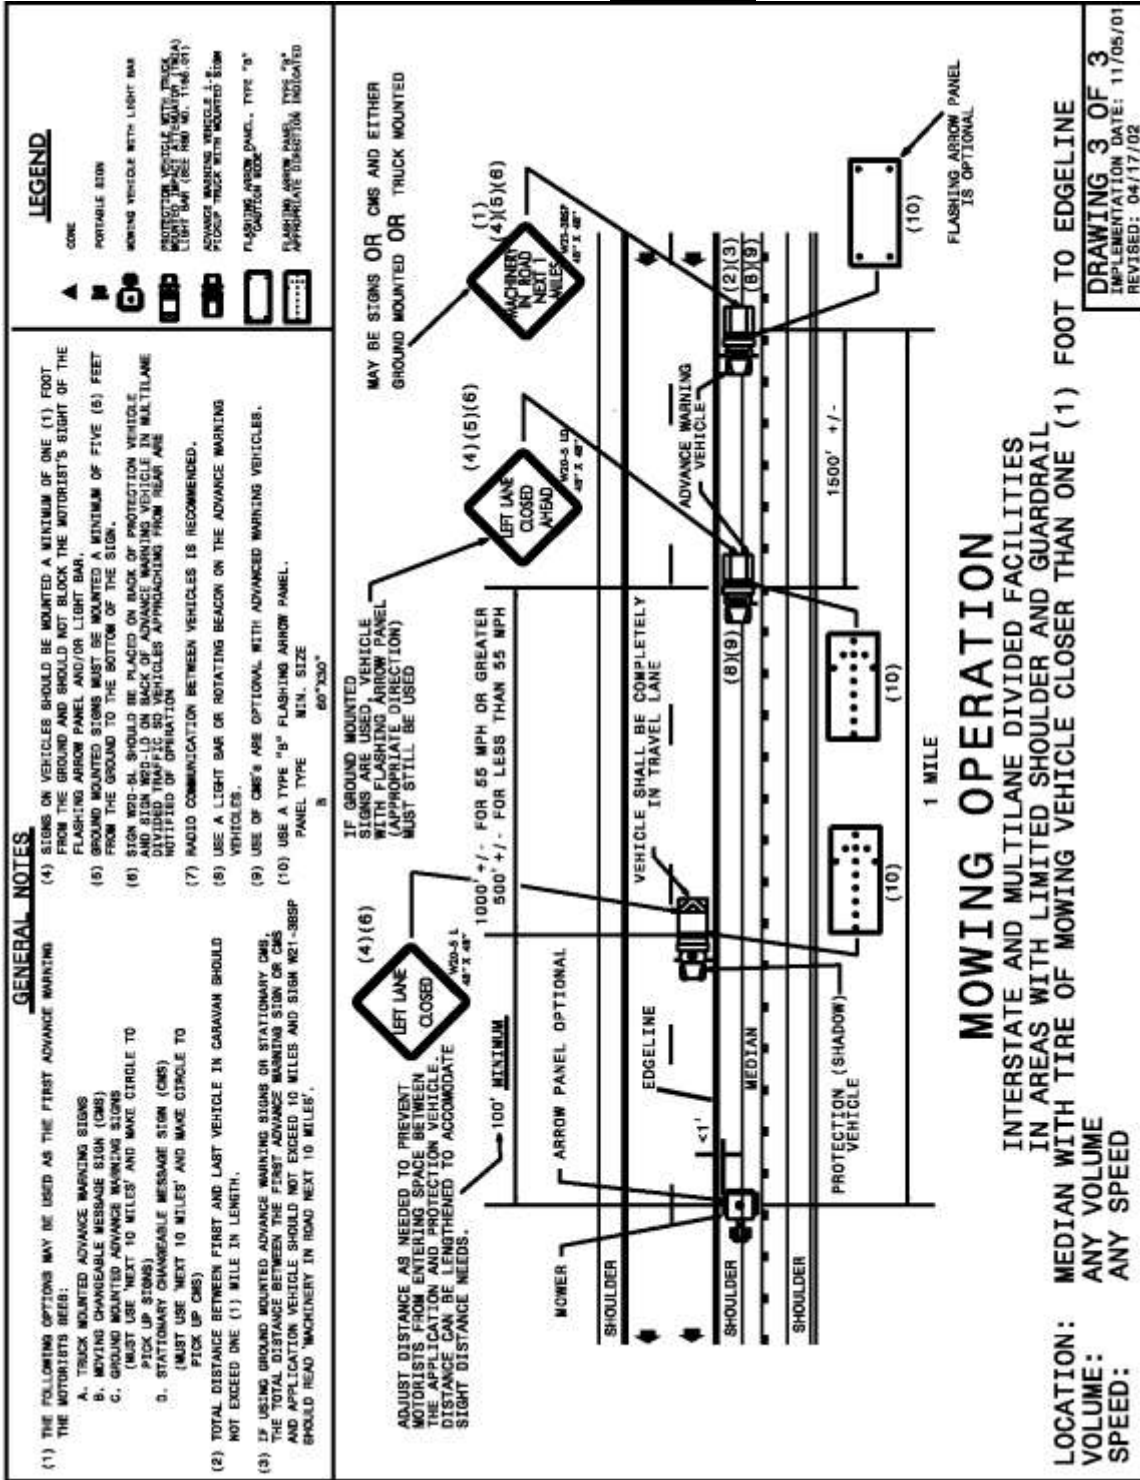 GENERAL NOTES
(1) THE FOLLOWING OPTIONS MAY BE USED AS THE FIRST ADVANCE WARNING
THE MOTORISTS SEES:
A. TRUCK MOUNTED ADVANCE WARNING SIGNS
B. MOVING CHANGEABLE MESSAGE SIGN (CMS)
C. GROUND MOUNTED ADVANCE WARNING SIGNS
(MUST USE 'NEXT 10 MILES' AND MAKE CIRCLE TO
PICK UP SIGNS)
D. STATIONARY CHANGEABLE MESSAGE SIGN (CMS)
(MUST USE 'NEXT 10 MILES' AND MAKE CIRCLE TO
PICK UP CMS)
(2) TOTAL DISTANCE BETWEEN FIRST AND LAST VEHICLE IN CARAVAN SHOULD
NOT EXCEED ONE (1) MILE IN LENGTH.
(3) IF USING GROUND MOUNTED ADVANCE WARNING SIGNS OR STATIONARY CMS,
THE TOTAL DISTANCE BETWEEN THE FIRST ADVANCE WARNING SIGN OR CMS
AND APPLICATION VEHICLE SHOULD NOT EXCEED 10 MILES AND SIGN W21-3BSP
SHOULD READ 'MACHINERY IN ROAD NEXT 10 MILES'.
(4) SIGNS ON VEHICLES SHOULD BE MOUNTED A MINIMUM OF ONE (1) FOOT
FROM THE GROUND AND SHOULD NOT BLOCK THE MOTORIST'S SIGHT OF THE
FLASHING ARROW PANEL AND/OR LIGHT BAR.
(5) GROUND MOUNTED SIGNS MUST BE MOUNTED A MINIMUM OF FIVE (5) FEET
FROM THE GROUND TO THE BOTTOM OF THE SIGN.
(6) SIGN W20-5L SHOULD BE PLACED ON BACK OF PROTECTION VEHICLE
AND SIGN W20-LD ON BACK OF ADVANCE WARNING VEHICLE IN MULTILANE
DIVIDED TRAFFIC SO VEHICLES APPROACHING FROM REAR ARE
NOTIFIED OF OPERATION
(7) RADIO COMMUNICATION BETWEEN VEHICLES IS RECOMMENDED.
(8) USE A LIGHT BAR OR ROTATING BEACON ON THE ADVANCE WARNING
VEHICLES.
(9) USE OF CMS's ARE OPTIONAL WITH ADVANCED WARNING VEHICLES.
(10) USE A TYPE "B" FLASHING ARROW PANEL.
PANEL TYPE MIN. SIZE
B 60"X30"
LEGEND
CONE
PORTABLE SIGN
MOWING VEHICLE WITH LIGHT BAR
PROTECTION VEHICLE WITH TRUCK
MOUNTED IMPACT ATTENUATOR (TMIA)
LIGHT BAR
ADVANCE WARNING VEHICLE I-E.
PICKUP TRUCK WITH MOUNTED SIGN
FLASHING ARROW PANEL, TYPE "B"
CAUTION MODE
FLASHING ARROW PANEL, TYPE "B"
APPROPRIATE DIRECTION INDICATED
ADJUST DISTANCE AS NEEDED TO PREVENT
MOTORISTS FROM ENTERING SPACE BETWEEN
THE APPLICATION AND PROTECTION VEHICLE.
DISTANCE CAN BE LENGTHENED TO ACCOMODATE
SIGHT DISTANCE NEEDS.
LEFT LANE
CLOSED
(4)(6)
W20-5 L
48" X 48"
IF GROUND MOUNTED
SIGNS ARE USED, VEHICLE
WITH FLASHING ARROW PANEL
(APPROPRIATE DIRECTION)
MUST STILL BE USED
LEFT LANE
CLOSED
AHEAD
(4)(5)(6)
W20-5 LD
48" X 48"
MAY BE SIGNS OR CMS AND EITHER
GROUND MOUNTED OR TRUCK MOUNTED
MACHINERY
IN ROAD
NEXT 1
MILES
(1)
(4)(5)(6)
W21-3BSP
48" X 48"
100' MINIMUM
1000' +/- FOR 55 MPH OR GREATER
500' +/- FOR LESS THAN 55 MPH
MOWER
ARROW PANEL OPTIONAL
EDGELINE
VEHICLE SHALL BE COMPLETELY
IN TRAVEL LANE
ADVANCE WARNING
VEHICLE
SHOULDER
<1'
SHOULDER
MEDIAN
(8)(9)
(2)(3)
(8)(9)
SHOULDER
PROTECTION (SHADOW)
VEHICLE
(10)
(10)
1500' +/-
(10)
FLASHING ARROW PANEL
IS OPTIONAL
1 MILE
MOWING OPERATION
INTERSTATE AND MULTILANE DIVIDED FACILITIES
IN AREAS WITH LIMITED SHOULDER AND GUARDRAIL
LOCATION: MEDIAN WITH TIRE OF MOWING VEHICLE CLOSER THAN ONE (1) FOOT TO EDGELINE
VOLUME: ANY VOLUME
SPEED: ANY SPEED
DRAWING 3 OF 3
IMPLEMENTATION DATE: 11/05/01
REVISED: 04/17/02